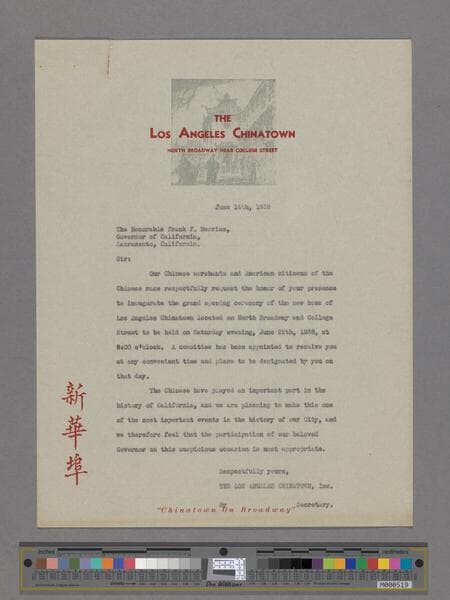 THE
LOS ANGELES CHINATOWN
NORTH BROADWAY NEAR COLLEGE STREET
June 14th, 1938
The Honorable Frank F. Merriam,
Governor of California,
Sacramento, California.
Sir:
Our Chinese merchants and American citizens of the
Chinese race respectfully request the honor of your presence
to inaugurate the grand opening ceremony of the new home of
Los Angeles Chinatown located on North Broadway and College
Street to be held on Saturday evening, June 25th, 1938, at
8:00 o'clock. A committee has been appointed to receive you
at any convenient time and place to be designated by you on
that day.
The Chinese have played an important part in the
history of California, and we are planning to make this one
of the most important events in the history of our City, and
we therefore feel that the participation of our beloved
Governor on this auspicious occasion is most appropriate.
新華埠
Respectfully yours,
THE LOS ANGELES CHINATOWN, Inc.
By Secretary.
"Chinatown On Broadway"
inches
centimeters
Don Williams
M000519